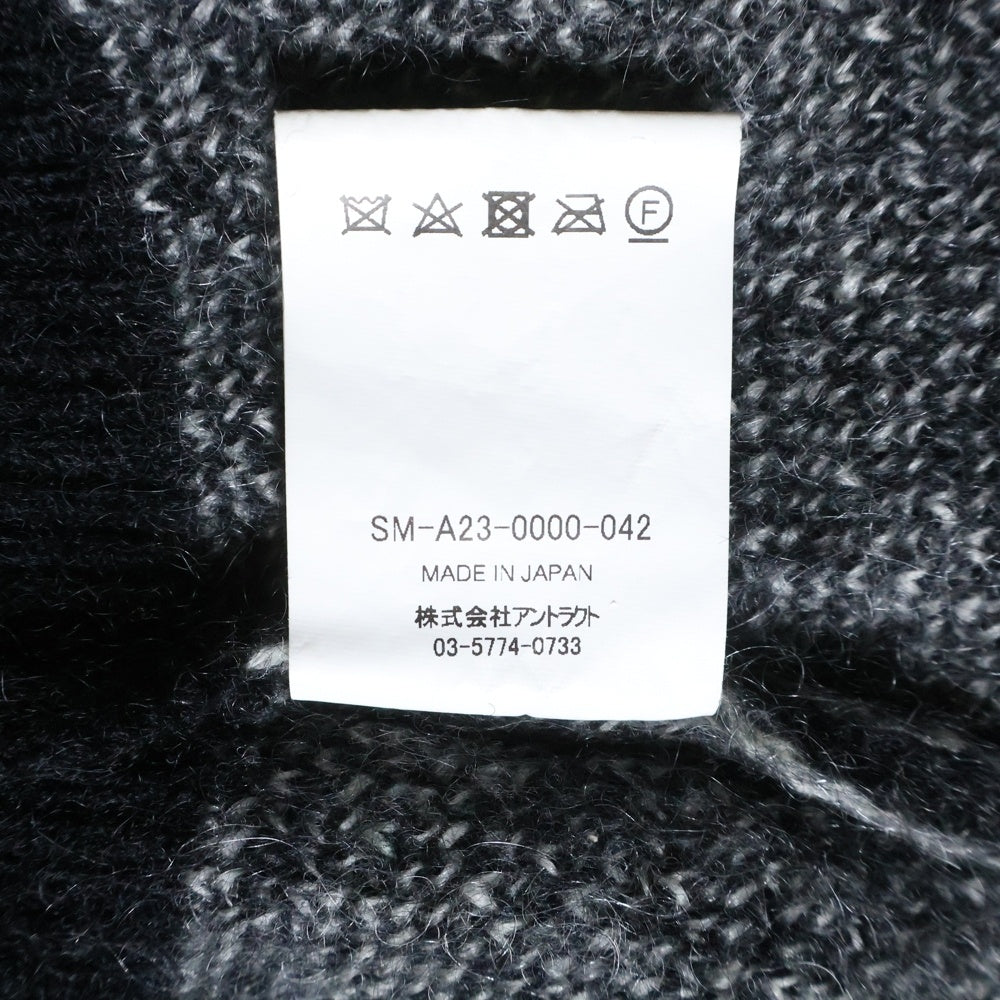 F
SM-A23-0000-042
MADE IN JAPAN
株式会社アントラクト
03-5774-0733